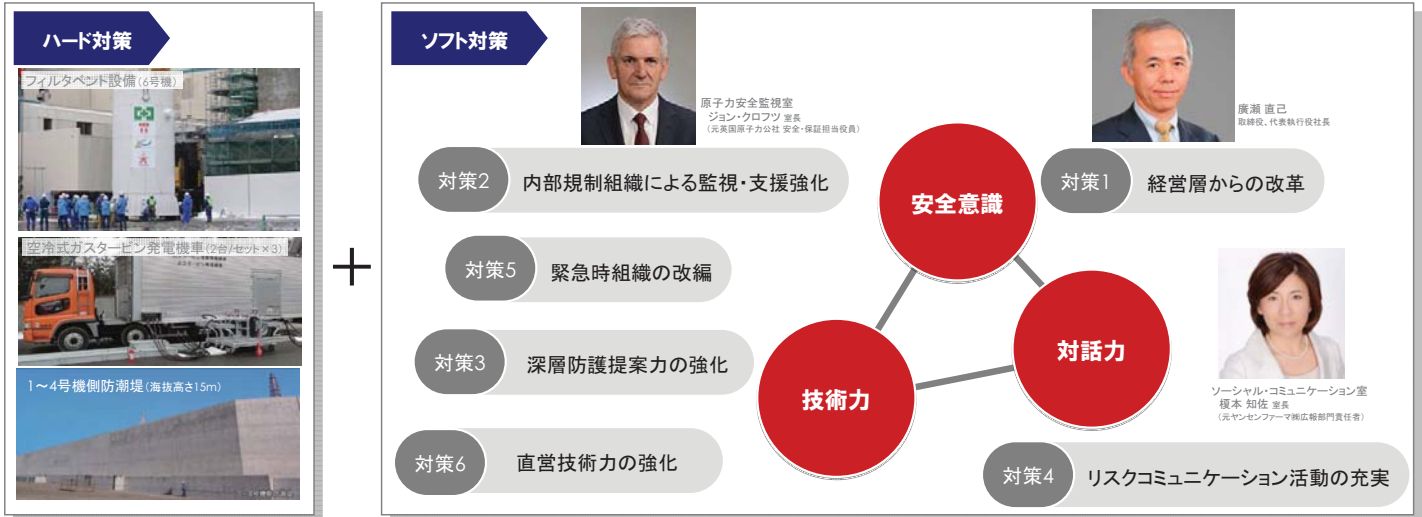 ハード対策
フィルタベント設備(6号機)
空冷式ガスタービン発電機車(2台/セット×3)
1～4号機側防潮堤(海抜高さ15m)
＋
ソフト対策
原子力安全監視室
ジョン・クロフツ 室長
(元英国原子力公社 安全・保証担当役員)
廣瀬 直己
取締役、代表執行役社長
対策2 内部規制組織による監視・支援強化
対策1 経営層からの改革
安全意識
対策5 緊急時組織の改編
対策3 深層防護提案力の強化
対話力
技術力
ソーシャル・コミュニケーション室
榎本 知佐 室長
(元ヤンセンファーマ㈱広報部門責任者)
対策6 直営技術力の強化
対策4 リスクコミュニケーション活動の充実